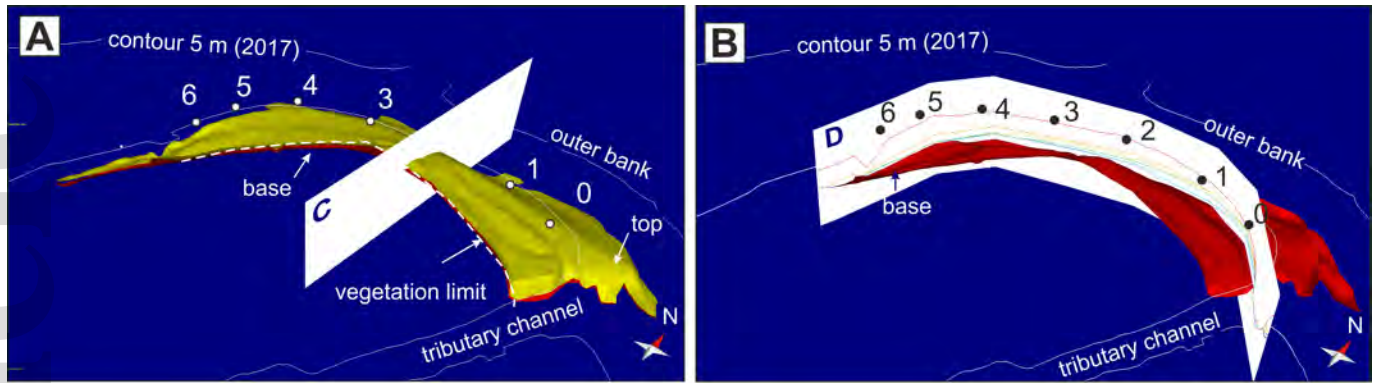 A
contour 5 m (2017)
6
5
4
3
1
0
outer bank
base
C
top
vegetation limit
tributary channel
N
B
contour 5 m (2017)
D
6
5
4
3
2
1
0
outer bank
base
tributary channel
N